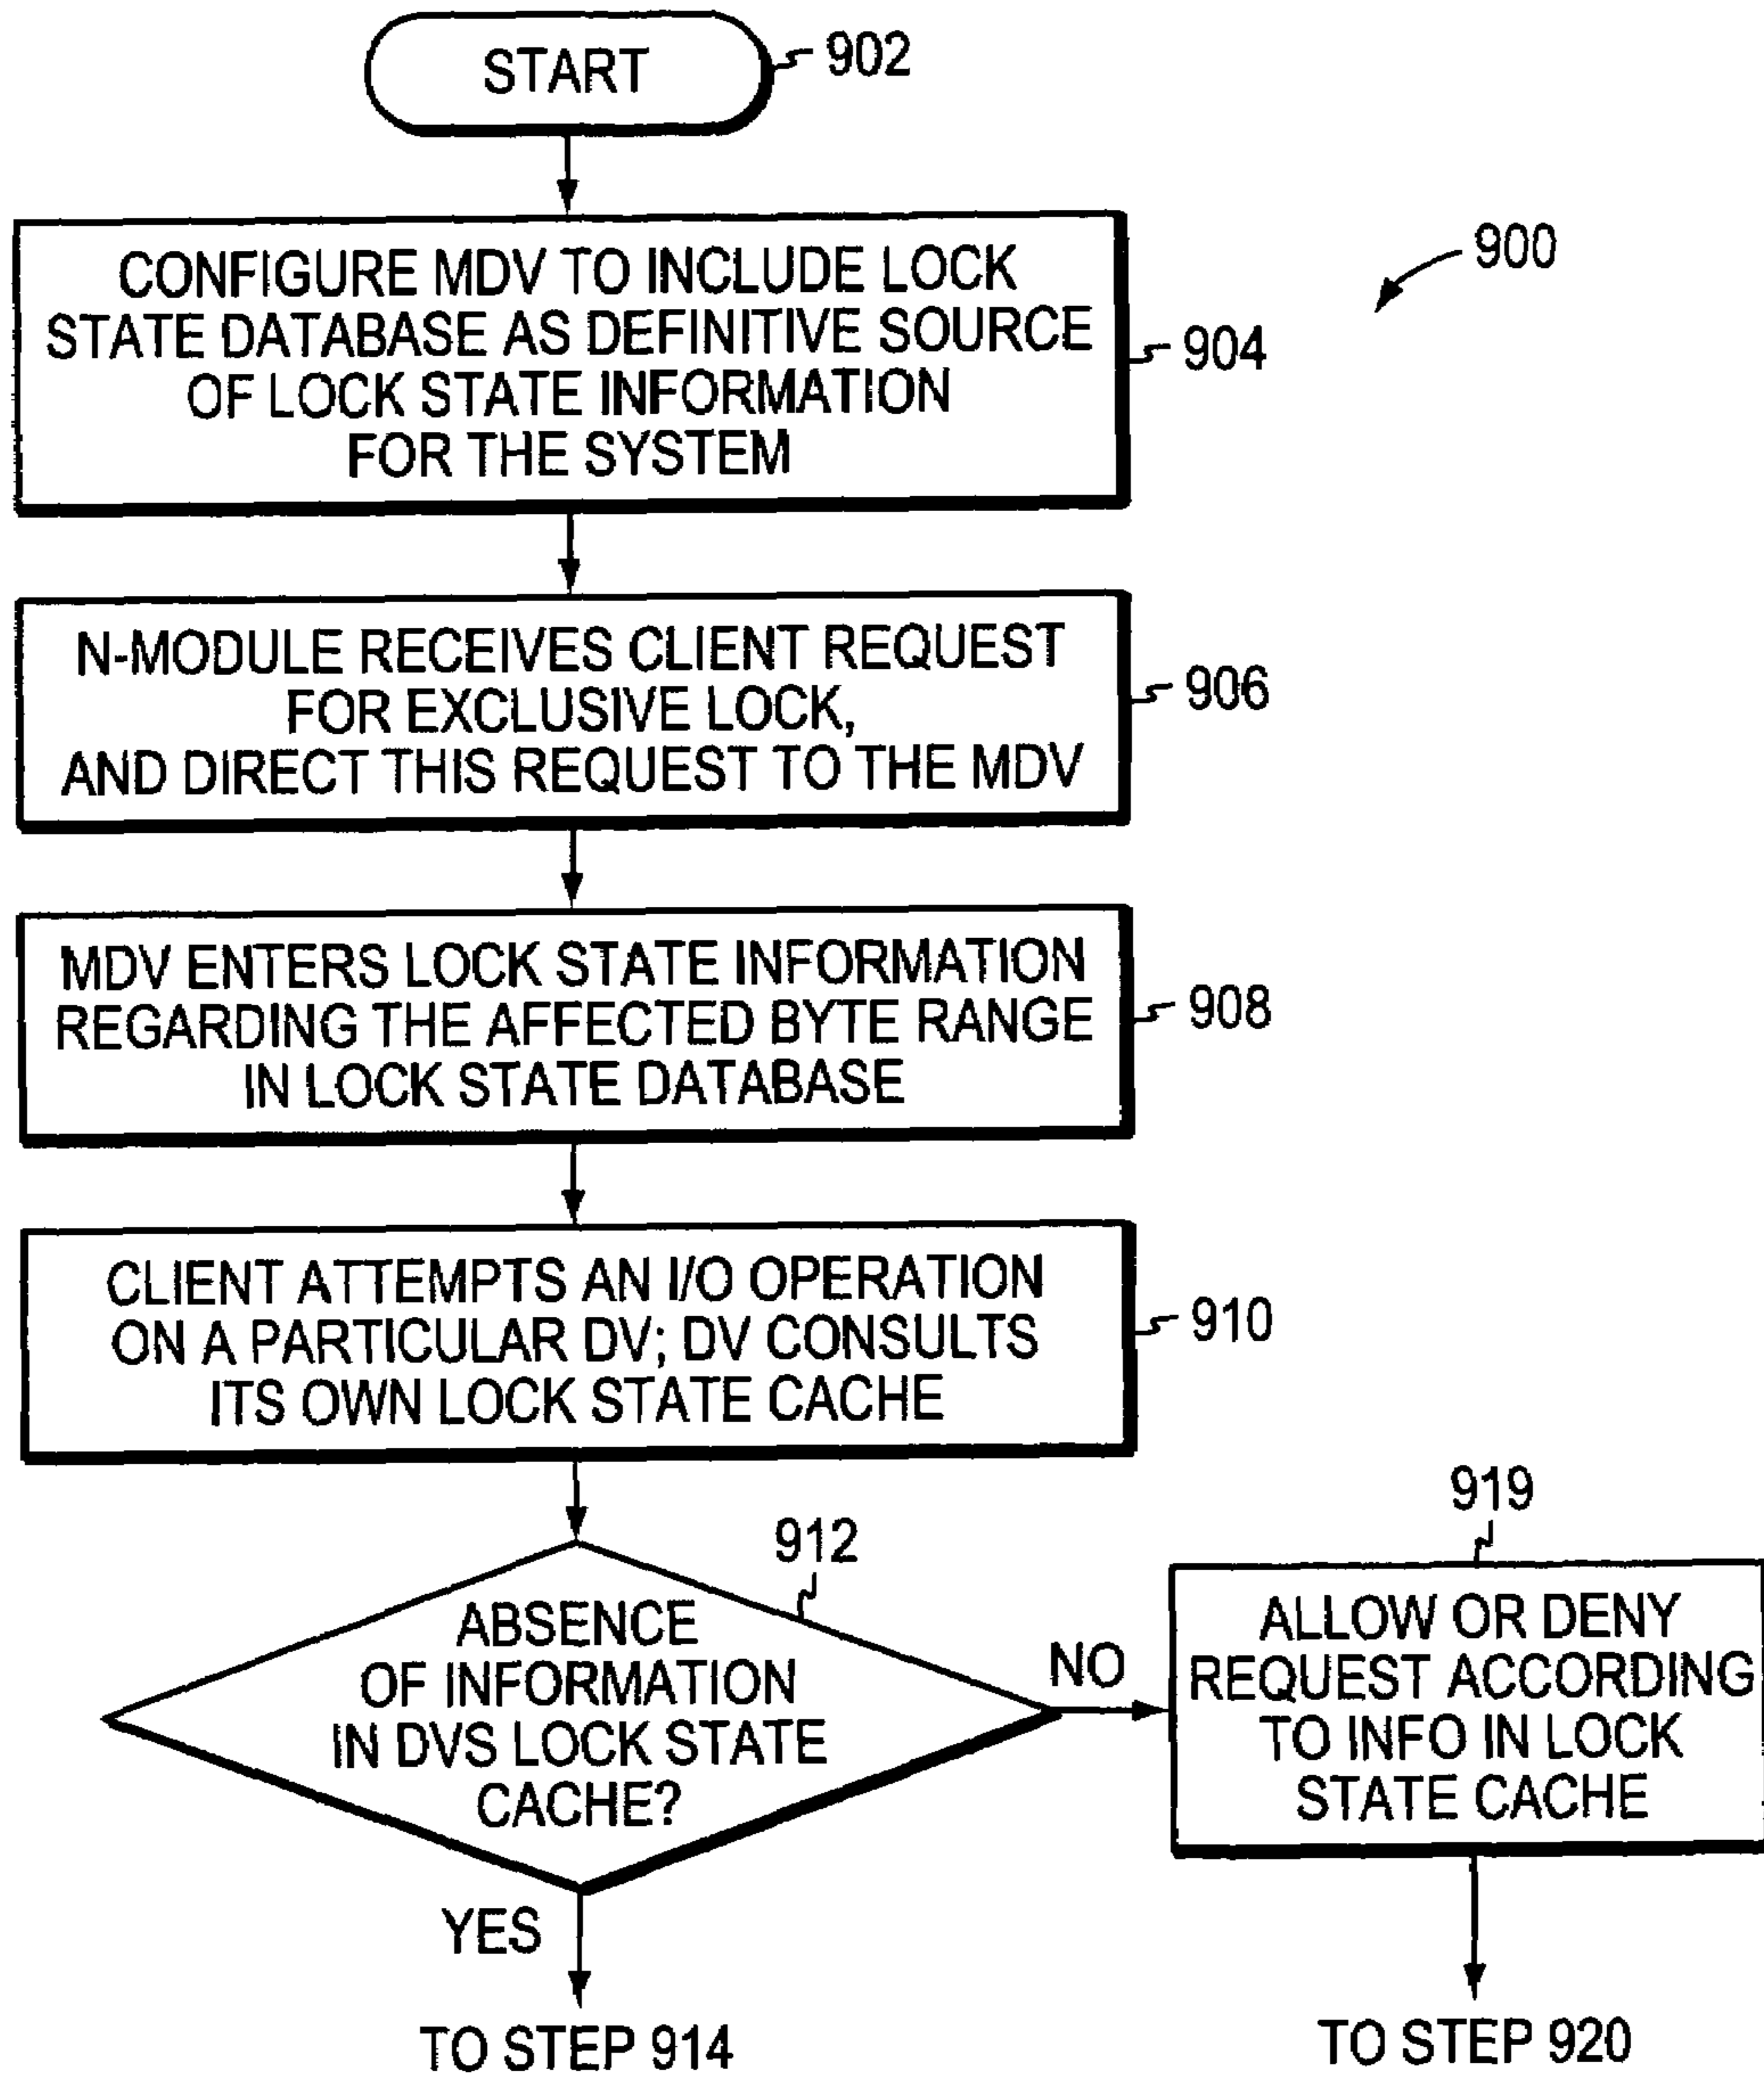 START
902
900
CONFIGURE MDV TO INCLUDE LOCK
STATE DATABASE AS DEFINITIVE SOURCE
OF LOCK STATE INFORMATION
FOR THE SYSTEM
904
N-MODULE RECEIVES CLIENT REQUEST
FOR EXCLUSIVE LOCK,
AND DIRECT THIS REQUEST TO THE MDV
906
MDV ENTERS LOCK STATE INFORMATION
REGARDING THE AFFECTED BYTE RANGE
IN LOCK STATE DATABASE
908
CLIENT ATTEMPTS AN I/O OPERATION
ON A PARTICULAR DV; DV CONSULTS
ITS OWN LOCK STATE CACHE
910
912
ABSENCE
OF INFORMATION
IN DVS LOCK STATE
CACHE?
NO
919
ALLOW OR DENY
REQUEST ACCORDING
TO INFO IN LOCK
STATE CACHE
YES
TO STEP 914
TO STEP 920